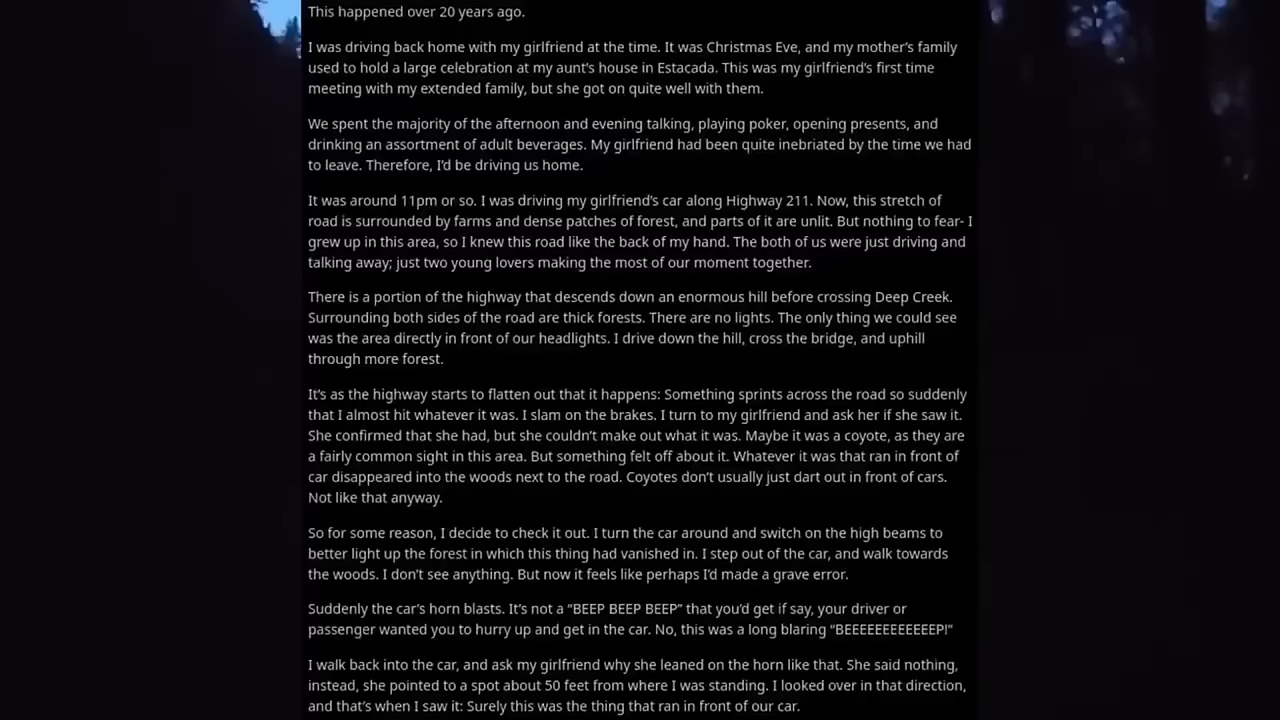 This happened over 20 years ago.
I was driving back home with my girlfriend at the time. It was Christmas Eve, and my mother’s family
used to hold a large celebration at my aunt’s house in Estacada. This was my girlfriend’s first time
meeting with my extended family, but she got on quite well with them.
We spent the majority of the afternoon and evening talking, playing poker, opening presents, and
drinking an assortment of adult beverages. My girlfriend had been quite inebriated by the time we had
to leave. Therefore, I’d be driving us home.
It was around 11pm or so. I was driving my girlfriend’s car along Highway 211. Now, this stretch of
road is surrounded by farms and dense patches of forest, and parts of it are unlit. But nothing to fear- I
grew up in this area, so I knew this road like the back of my hand. The both of us were just driving and
talking away; just two young lovers making the most of our moment together.
There is a portion of the highway that descends down an enormous hill before crossing Deep Creek.
Surrounding both sides of the road are thick forests. There are no lights. The only thing we could see
was the area directly in front of our headlights. I drive down the hill, cross the bridge, and uphill
through more forest.
It’s as the highway starts to flatten out that it happens: Something sprints across the road so suddenly
that I almost hit whatever it was. I slam on the brakes. I turn to my girlfriend and ask her if she saw it.
She confirmed that she had, but she couldn’t make out what it was. Maybe it was a coyote, as they are
a fairly common sight in this area. But something felt off about it. Whatever it was that ran in front of
car disappeared into the woods next to the road. Coyotes don’t usually just dart out in front of cars.
Not like that anyway.
So for some reason, I decide to check it out. I turn the car around and switch on the high beams to
better light up the forest in which this thing had vanished in. I step out of the car, and walk towards
the woods. I don’t see anything. But now it feels like perhaps I’d made a grave error.
Suddenly the car’s horn blasts. It’s not a “BEEP BEEP BEEP” that you’d get if say, your driver or
passenger wanted you to hurry up and get in the car. No, this was a long blaring “BEEEEEEEEEEEEP!”
I walk back into the car, and ask my girlfriend why she leaned on the horn like that. She said nothing,
instead, she pointed to a spot about 50 feet from where I was standing. I looked over in that direction,
and that’s when I saw it: Surely this was the thing that ran in front of our car.